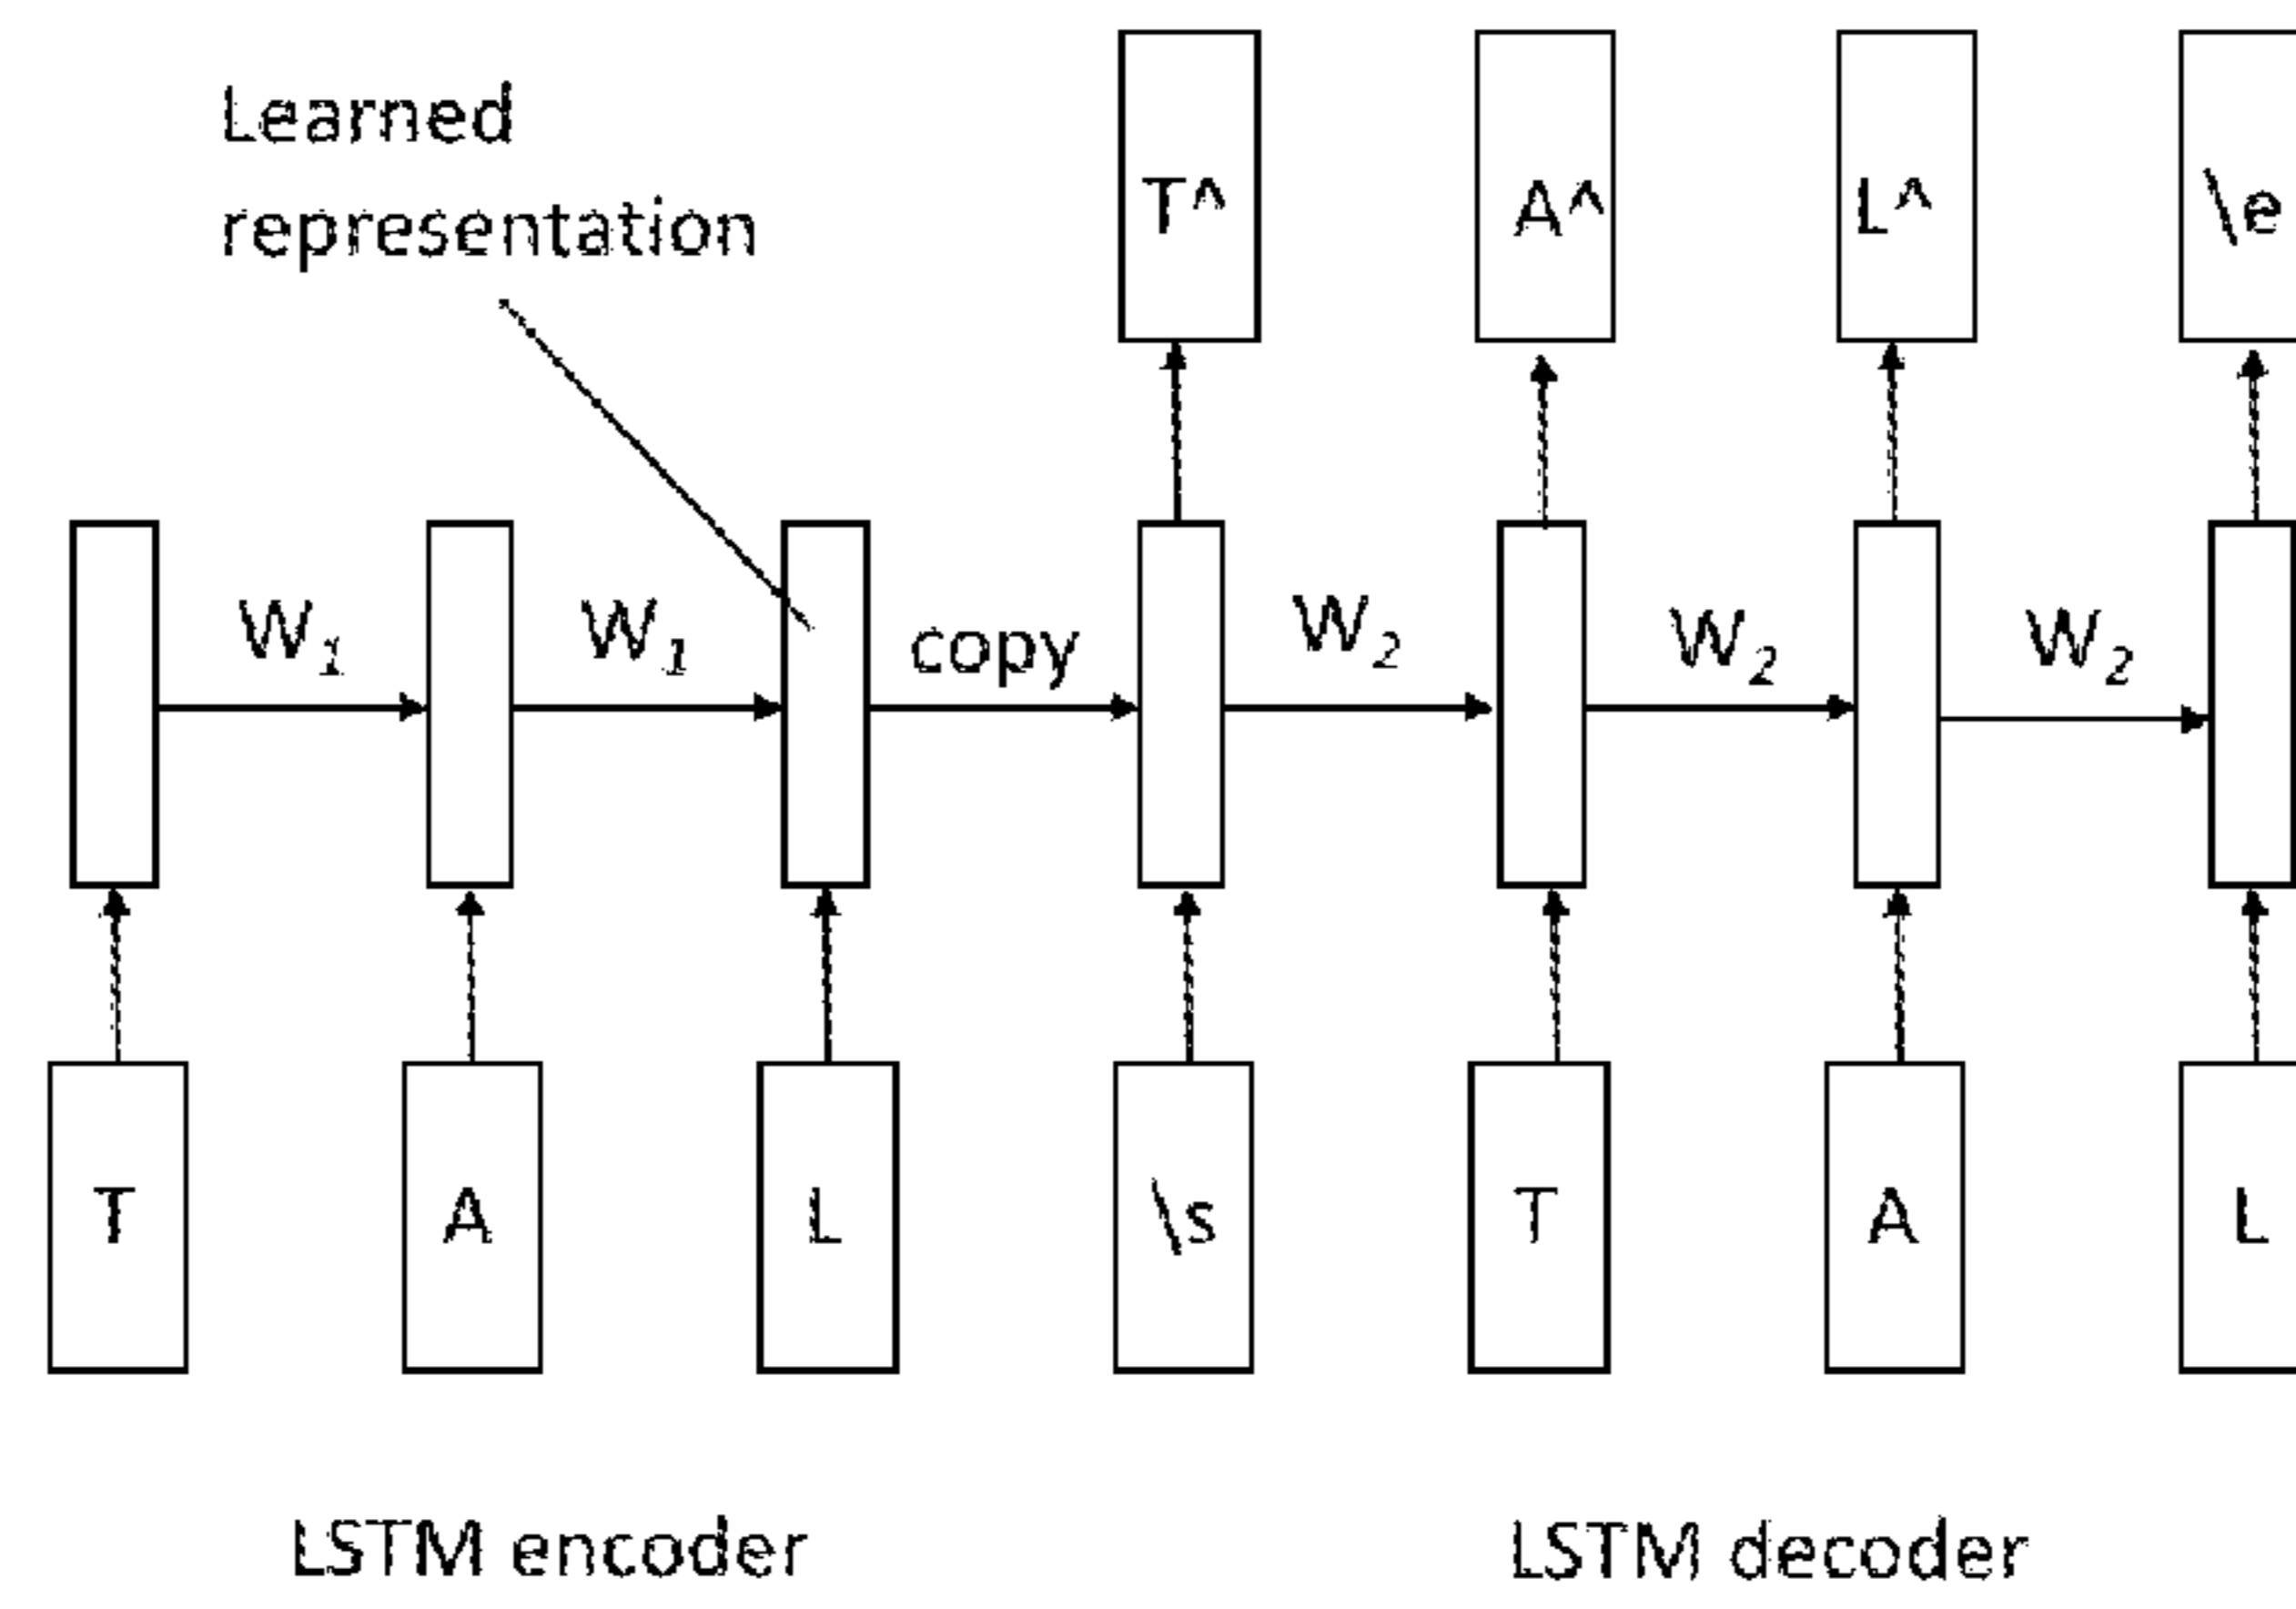 Learned
representation
T^ A^ L^ \e
W1 W1 copy W2 W2 W2
T A L \s T A L
LSTM encoder LSTM decoder